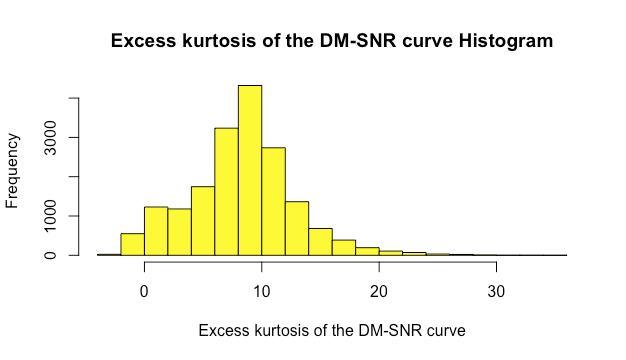 Excess kurtosis of the DM-SNR curve Histogram
Frequency
3000
1000
0
0 10 20 30
Excess kurtosis of the DM-SNR curve